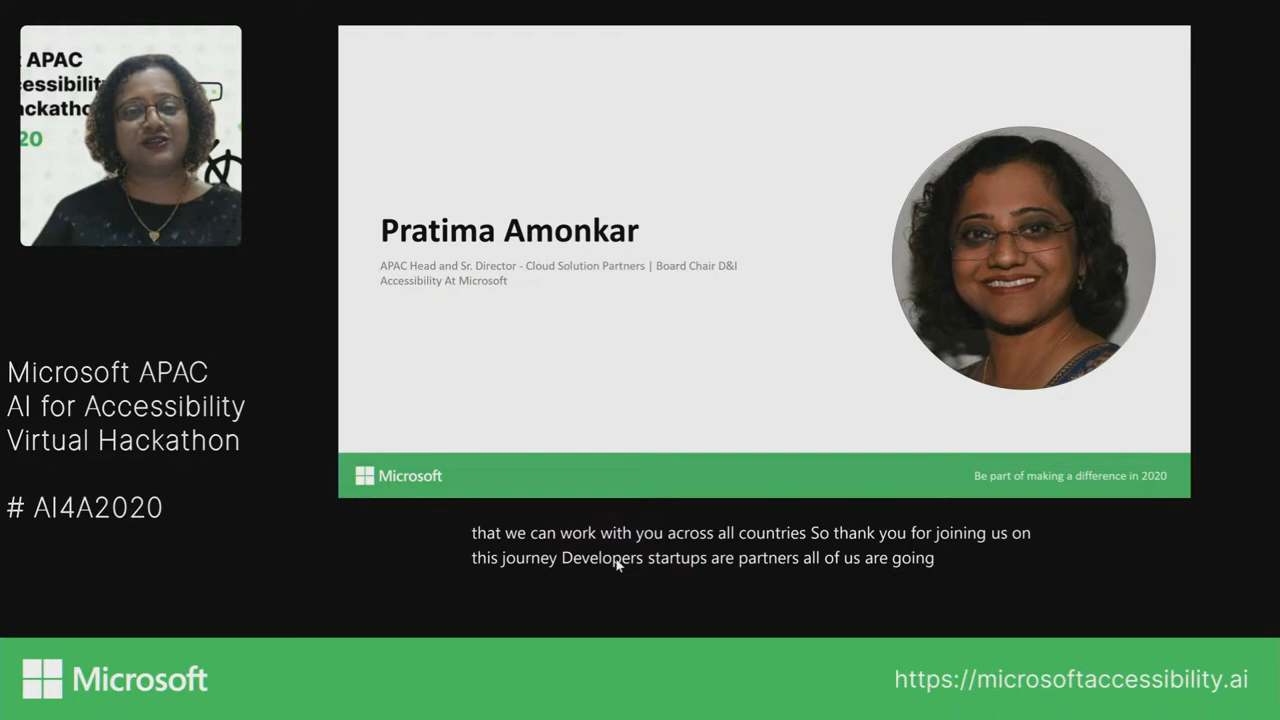 t APAC
cessibilit
ackatho
20
Pratima Amonkar
APAC Head and Sr. Director - Cloud Solution Partners | Board Chair D&I
Accessibility At Microsoft
Microsoft
Be part of making a difference in 2020
Microsoft APAC
AI for Accessibility
Virtual Hackathon
# AI4A2020
that we can work with you across all countries So thank you for joining us on
this journey Developers startups are partners all of us are going
Microsoft
https://microsoftaccessibility.ai